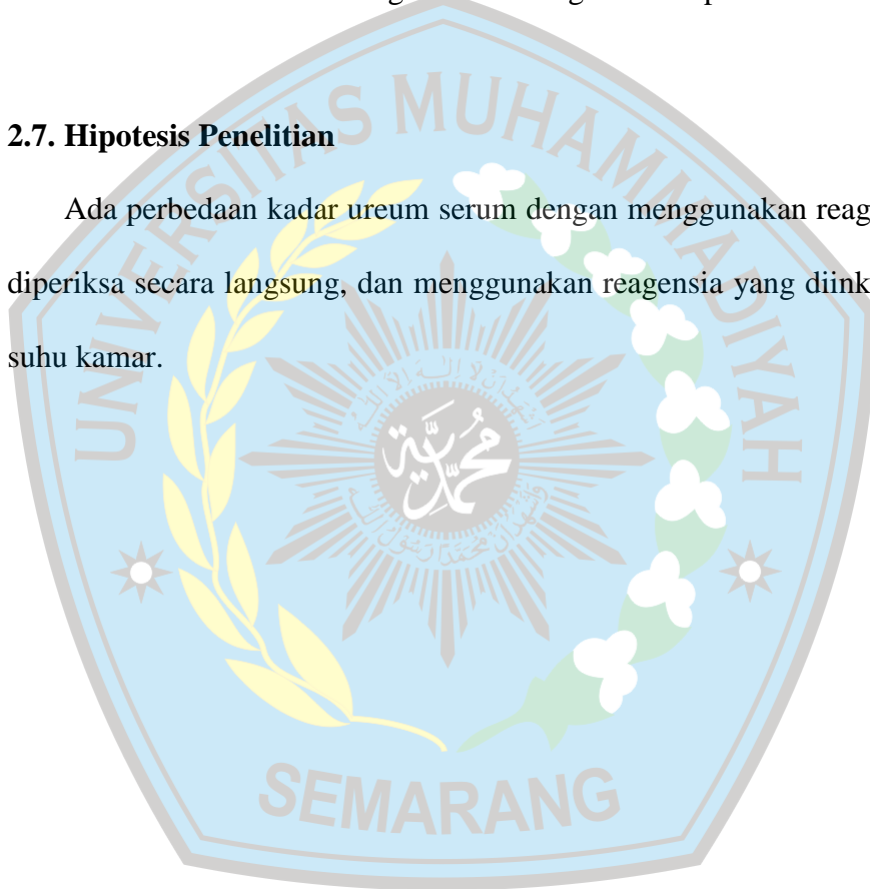 2.7. Hipotesis Penelitian
Ada perbedaan kadar ureum serum dengan menggunakan reag
diperiksa secara langsung, dan menggunakan reagensia yang diink
suhu kamar.
UNIVERSITAS MUHAMMADIYAH
محمدية
SEMARANG